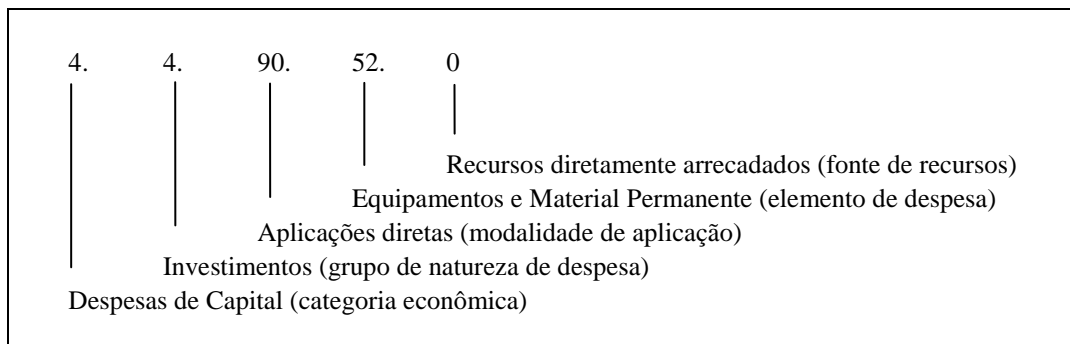 4. 4. 90. 52. 0
Recursos diretamente arrecadados (fonte de recursos)
Equipamentos e Material Permanente (elemento de despesa)
Aplicações diretas (modalidade de aplicação)
Investimentos (grupo de natureza de despesa)
Despesas de Capital (categoria econômica)